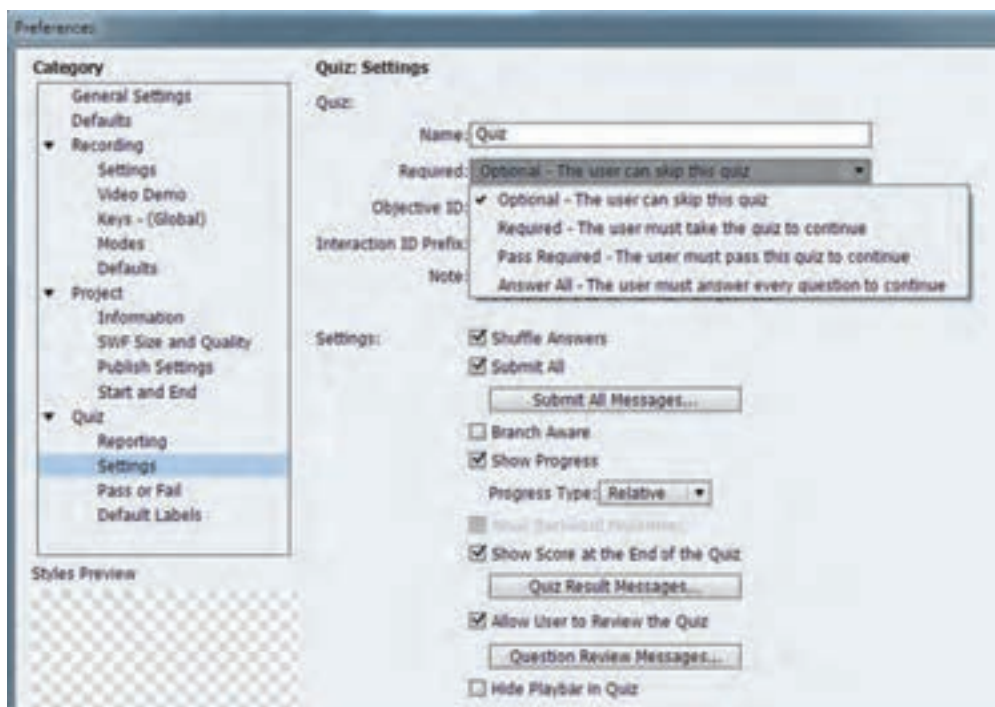 Preferences
Category
General Settings
Defaults
Recording
Settings
Video Demo
Keys - (Global)
Modes
Defaults
Project
Information
SWF Size and Quality
Publish Settings
Start and End
Quiz
Reporting
Settings
Pass or Fail
Default Labels
Styles Preview
Quiz: Settings
Quiz:
Name: Quiz
Required: Optional - The user can skip this quiz
Objective ID:
Optional - The user can skip this quiz
Required - The user must take the quiz to continue
Pass Required - The user must pass this quiz to continue
Answer All - The user must answer every question to continue
Interaction ID Prefix:
Note:
Settings:
Shuffle Answers
Submit All
Submit All Messages...
Branch Aware
Show Progress
Progress Type: Relative
Show Score at the End of the Quiz
Quiz Result Messages...
Allow User to Review the Quiz
Question Review Messages...
Hide Playbar in Quiz